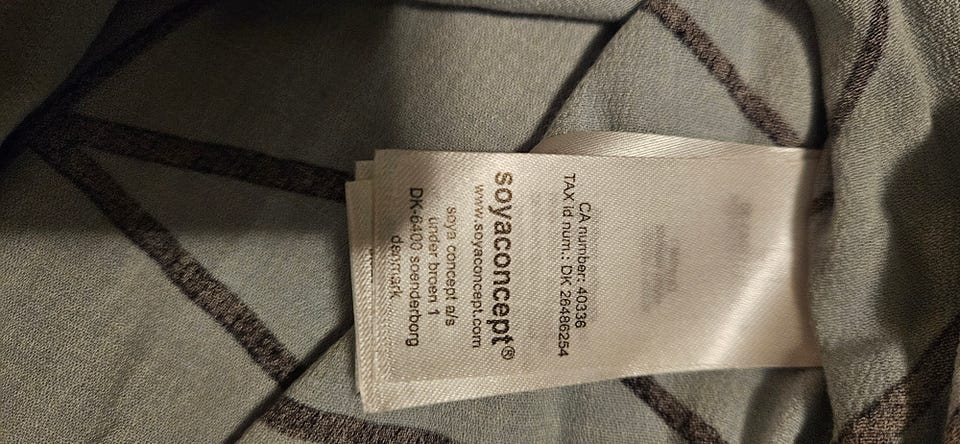 CA number: 40336
TAX id num.: DK 26486254
soyaconcept®
www.soyaconcept.com
soya concept a/s
under broen 1
DK-6400 soenderborg
denmark